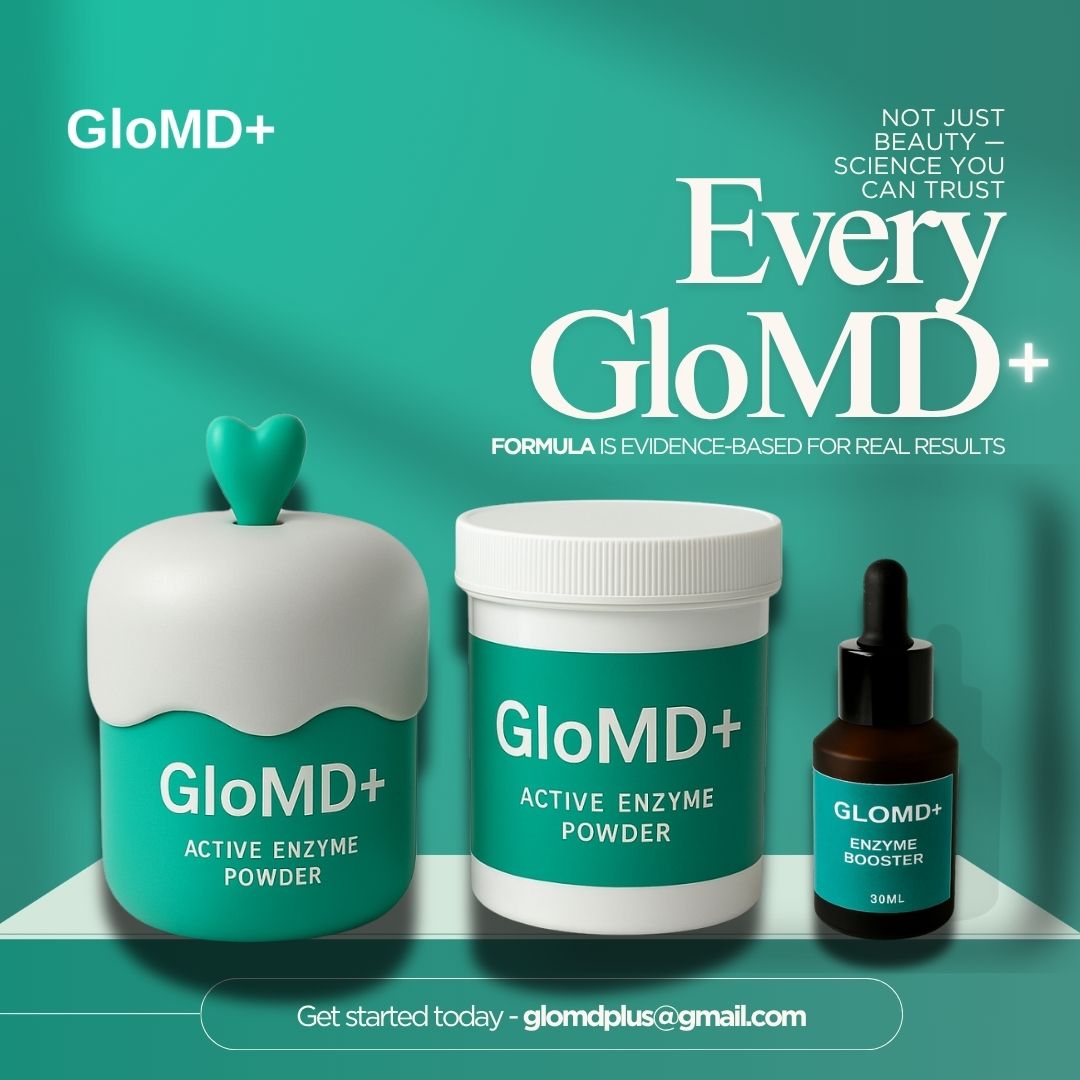 GloMD+
NOT JUST
BEAUTY —
SCIENCE YOU
CAN TRUST
Every
GloMD+
FORMULA IS EVIDENCE-BASED FOR REAL RESULTS
GloMD+
ACTIVE ENZYME
POWDER
GloMD+
ACTIVE ENZYME
POWDER
GLOMD+
ENZYME
BOOSTER
30ML
Get started today - glomdplus@gmail.com